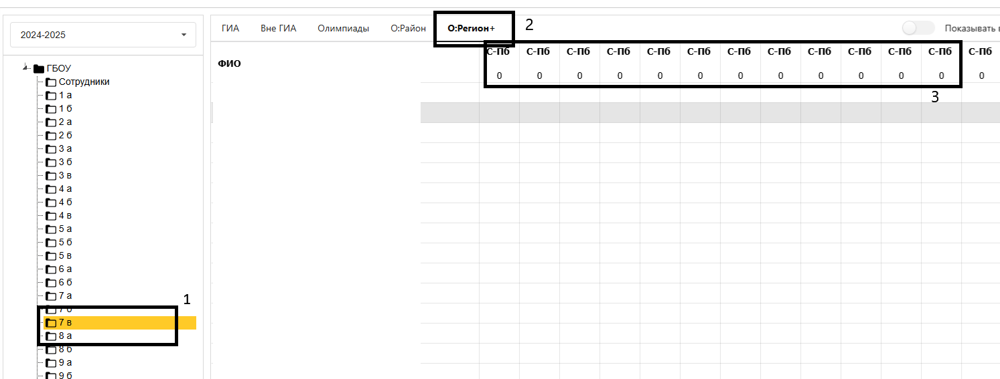 2024-2025
ГБОУ
Сотрудники
1 а
1 б
2 а
2 б
3 а
3 б
3 в
4 а
4 б
4 в
5 а
5 б
5 в
6 а
6 б
7 а
7 б
7 в
8 а
8 б
9 а
9 б
1
ГИА Вне ГИА Олимпиады О:Район О:Регион+ 2 Показывать
ФИО С-Пб С-Пб С-Пб С-Пб С-Пб С-Пб С-Пб С-Пб С-Пб С-Пб С-Пб С-Пб С-Пб
0 0 0 0 0 0 0 0 0 0 0 0 0
3